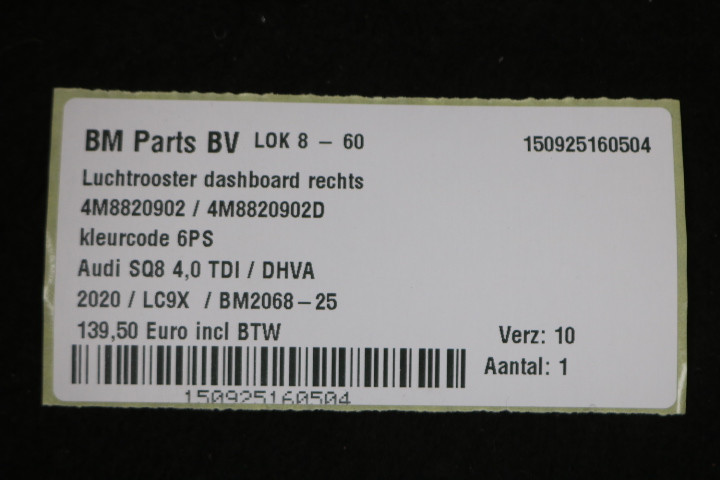 BM Parts BV LOK 8 – 60 150925160504
Luchtrooster dashboard rechts
4M8820902 / 4M8820902D
kleurcode 6PS
Audi SQ8 4,0 TDI / DHVA
2020 / LC9X / BM2068-25
139,50 Euro incl BTW Verz: 10
Aantal: 1
150925160504